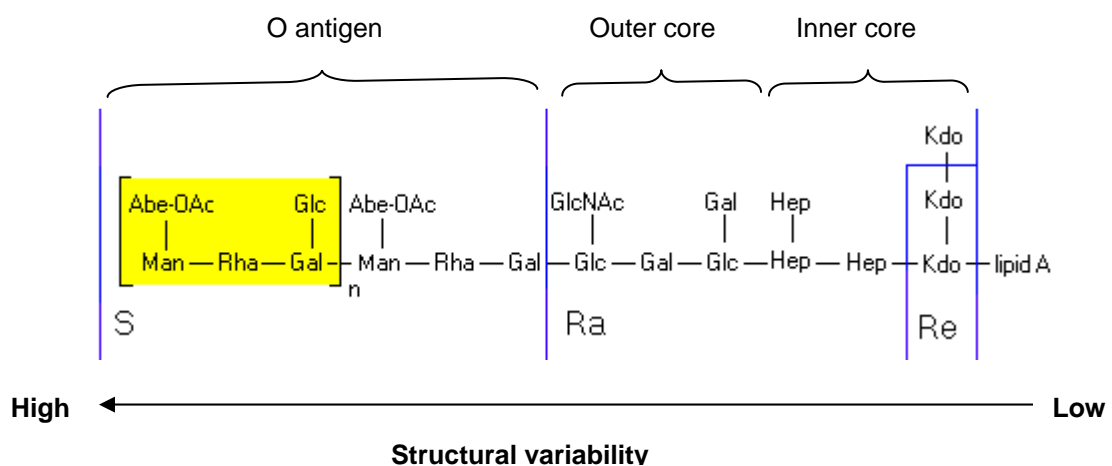 O antigen Outer core Inner core
Kdo
Abe-OAc Glc Abe-OAc GlcNAc Gal Hep Kdo
Man Rha Gal Man Rha Gal Glc Gal Glc Hep Hep Kdo lipid A
n
S Ra Re
High Low
Structural variability